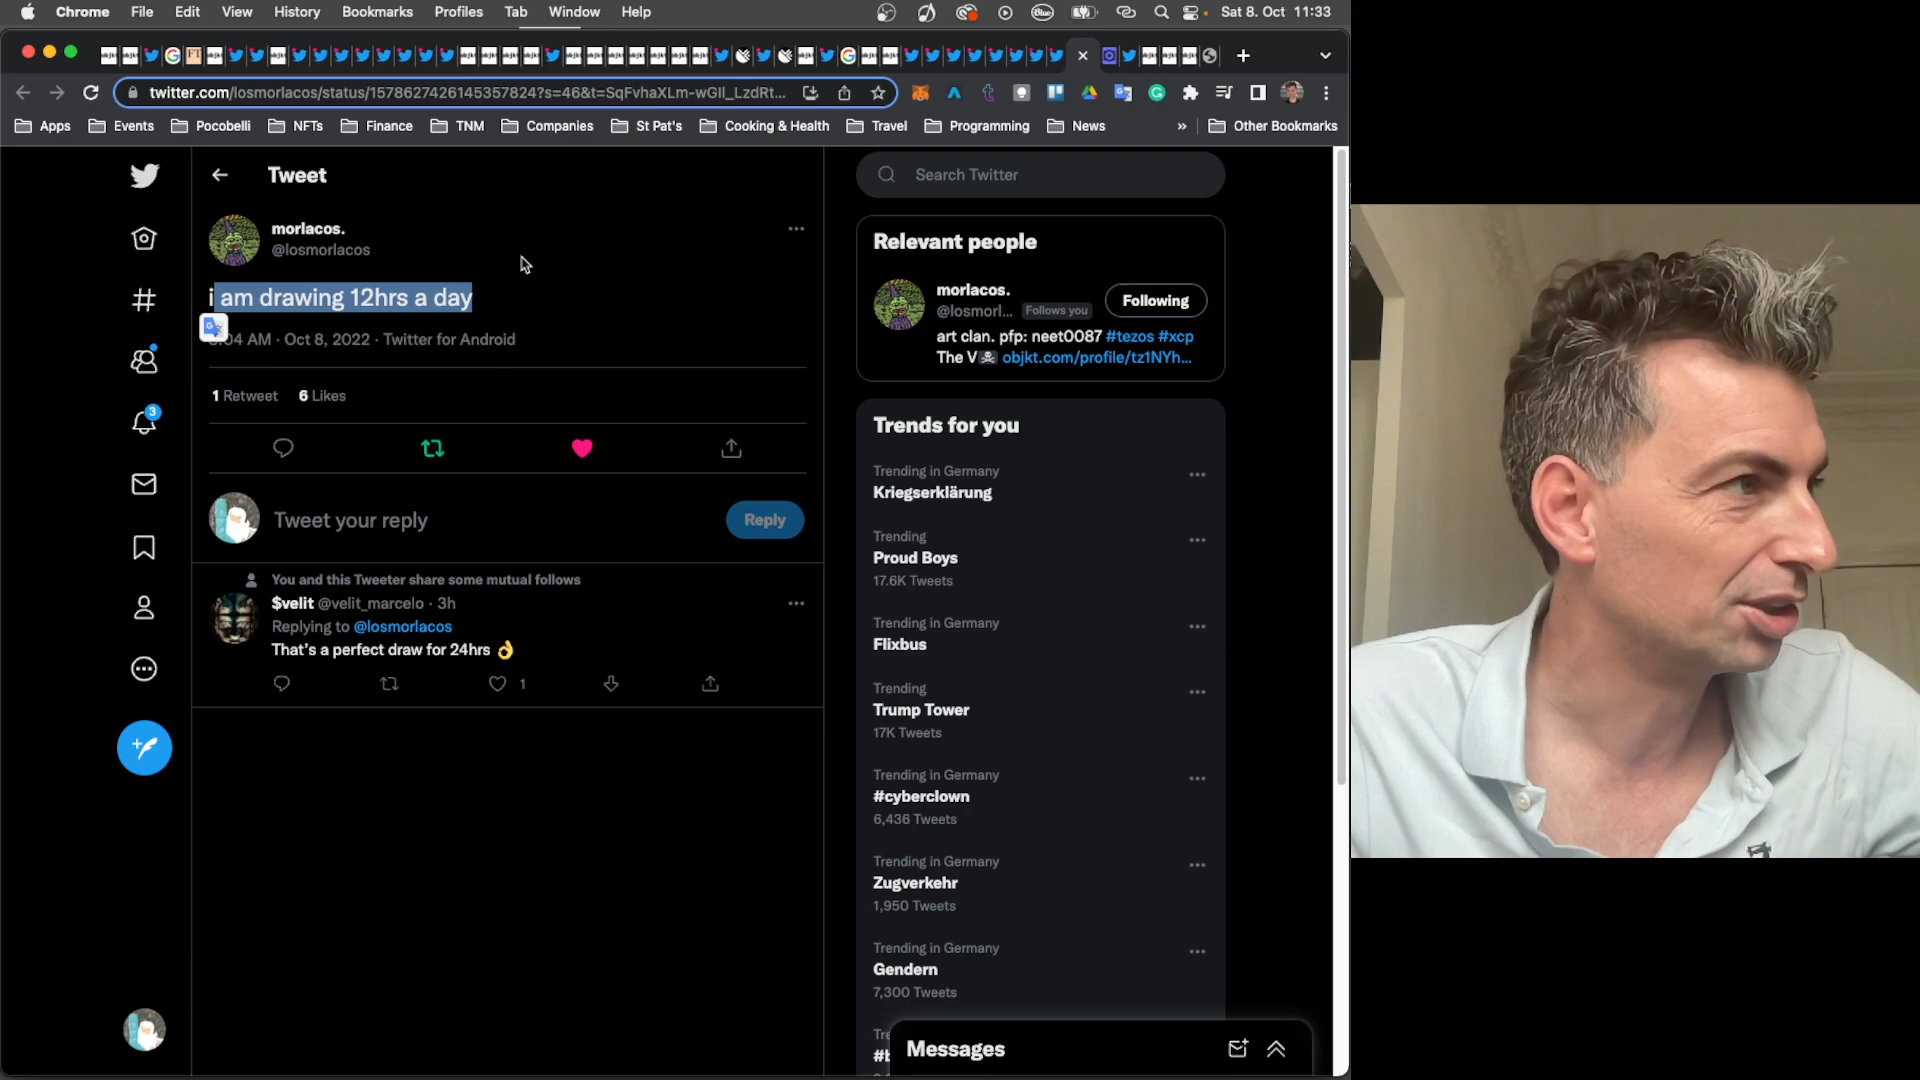 Chrome File Edit View History Bookmarks Profiles Tab Window Help
Blue
Sat 8. Oct 11:33
twitter.com/losmorlacos/status/1578627426145357824?s=46&t=SqFvhaXLm-wGIl_LzdRt...
Apps Events Pocobelli NFTs Finance TNM Companies St Pat's Cooking & Health Travel Programming News » Other Bookmarks
Tweet
morlacos.
@losmorlacos
i am drawing 12hrs a day
:04 AM · Oct 8, 2022 · Twitter for Android
1 Retweet 6 Likes
Tweet your reply
Reply
You and this Tweeter share some mutual follows
$velit @velit_marcelo · 3h
Replying to @losmorlacos
That's a perfect draw for 24hrs 👌
1
3
Search Twitter
Relevant people
morlacos.
@losmorl... Follows you
Following
art clan. pfp: neet0087 #tezos #xcp
The V☠ objkt.com/profile/tz1NYh...
Trends for you
Trending in Germany
Kriegserklärung
Trending
Proud Boys
17.6K Tweets
Trending in Germany
Flixbus
Trending
Trump Tower
17K Tweets
Trending in Germany
#cyberclown
6,436 Tweets
Trending in Germany
Zugverkehr
1,950 Tweets
Trending in Germany
Gendern
7,300 Tweets
Messages